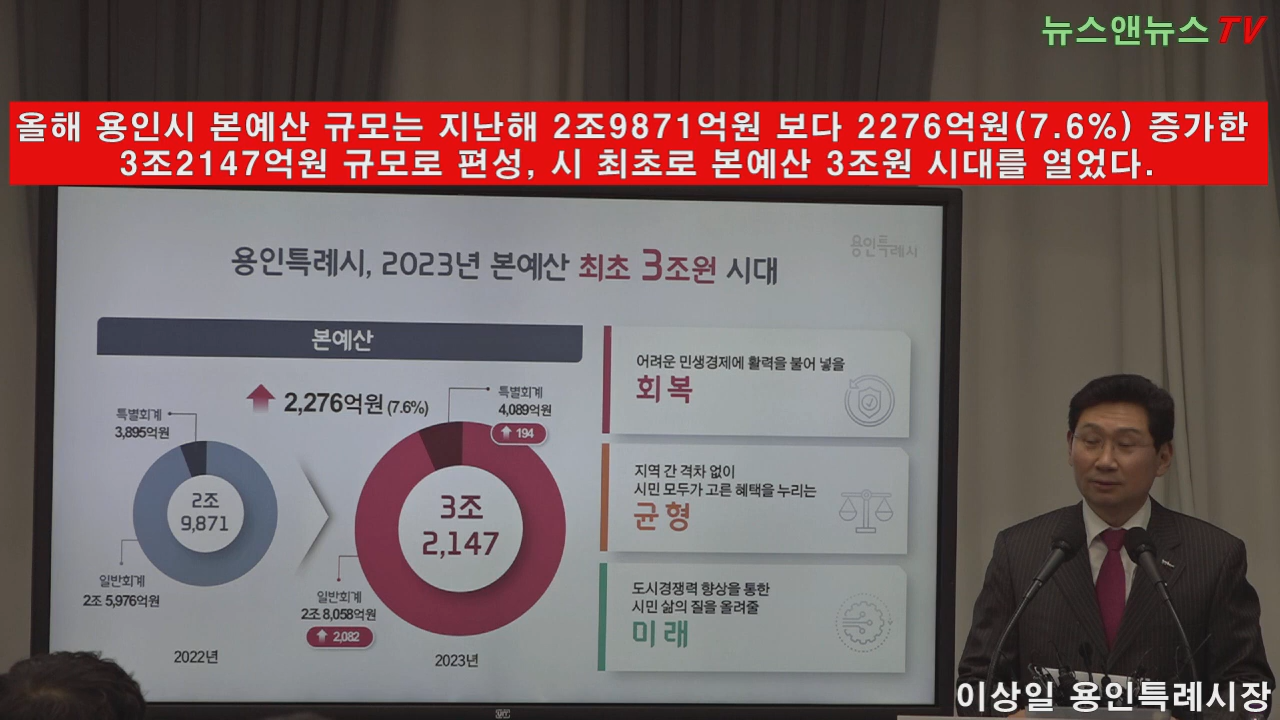 뉴스앤뉴스TV
올해 용인시 본예산 규모는 지난해 2조9871억원 보다 2276억원(7.6%) 증가한
3조2147억원 규모로 편성, 시 최초로 본예산 3조원 시대를 열었다.
용인특례시
용인특례시, 2023년 본예산 최초 3조원 시대
본예산
2,276억원 (7.6%)
특별회계
3,895억원
2조
9,871
일반회계
2조 5,976억원
2022년
특별회계
4,089억원
194
3조
2,147
일반회계
2조 8,058억원
2,082
2023년
어려운 민생경제에 활력을 불어 넣을
회복
지역 간 격차 없이
시민 모두가 고른 혜택을 누리는
균형
도시경쟁력 향상을 통한
시민 삶의 질을 올려줄
미래
이상일 용인특례시장